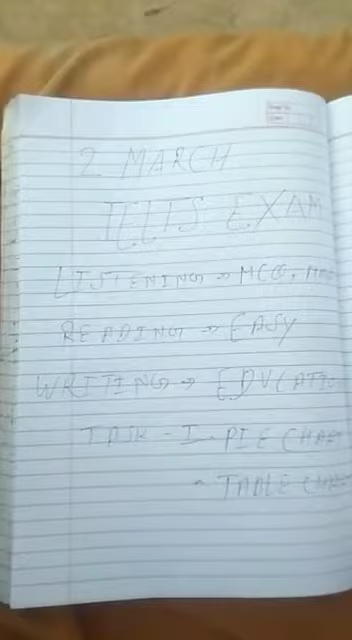 2 MARCH
IELTS EXAM
LISTENING → MCQ,
READING → EASY
WRITING →
TASK - I - PIE
- TABLE